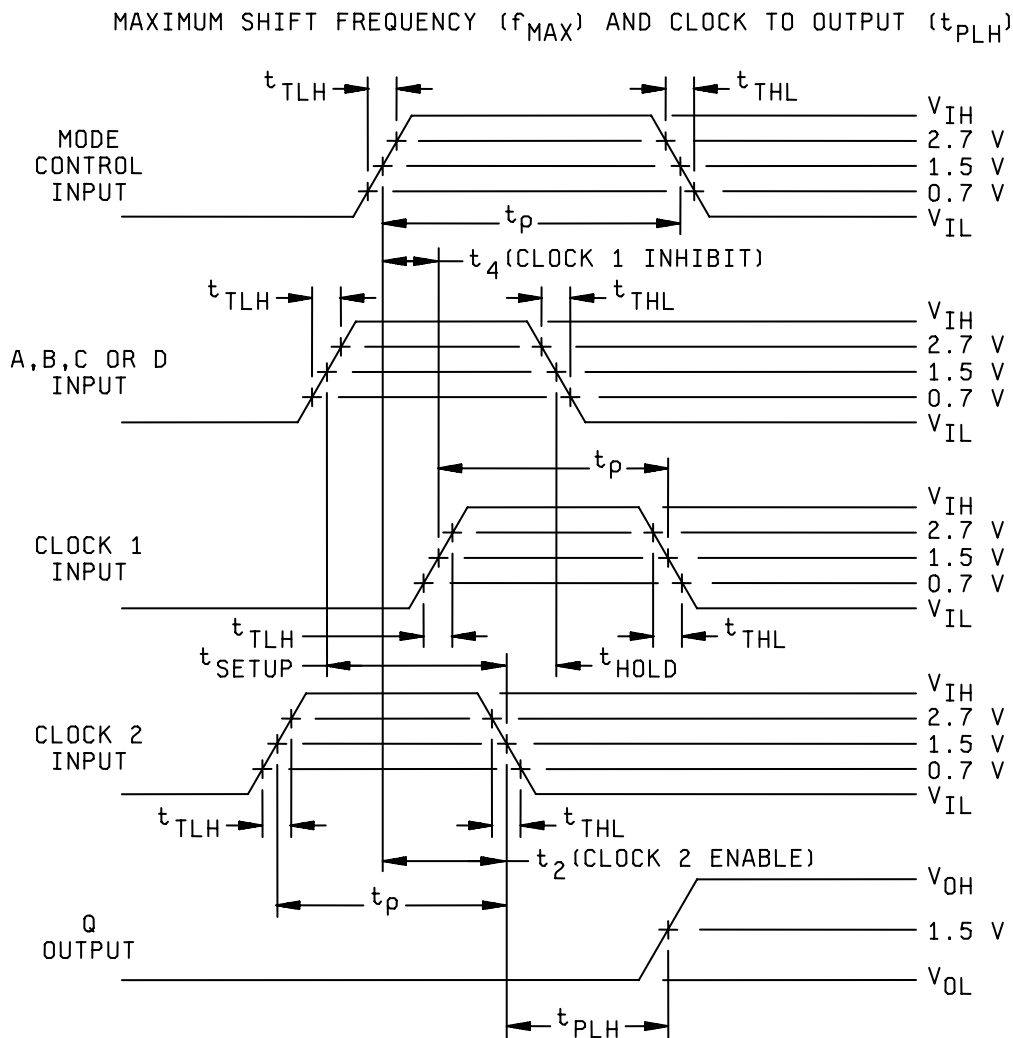 MAXIMUM SHIFT FREQUENCY (fMAX) AND CLOCK TO OUTPUT (tPLH)
tTLH
tTHL
MODE
CONTROL
INPUT
VIH
2.7 V
1.5 V
0.7 V
VIL
tp
t4 (CLOCK 1 INHIBIT)
tTLH
tTHL
A,B,C OR D
INPUT
VIH
2.7 V
1.5 V
0.7 V
VIL
tp
CLOCK 1
INPUT
VIH
2.7 V
1.5 V
0.7 V
VIL
tTLH
tTHL
tSETUP
tHOLD
CLOCK 2
INPUT
VIH
2.7 V
1.5 V
0.7 V
VIL
tTLH
tTHL
t2 (CLOCK 2 ENABLE)
tp
Q
OUTPUT
VOH
1.5 V
VOL
tPLH